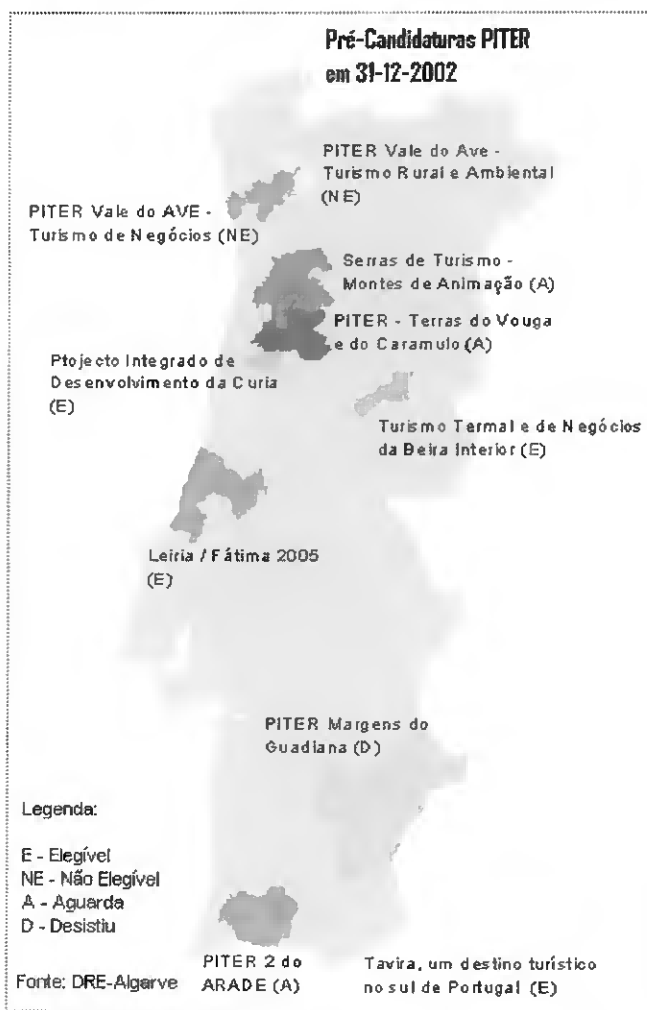 Pré-Candidaturas PITER
em 31-12-2002
PITER Vale do Ave -
Turismo Rural e Ambiental
(NE)
PITER Vale do AVE -
Turismo de Negócios (NE)
Serras de Turismo -
Montes de Animação (A)
PITER - Terras do Vouga
e do Caramulo (A)
Ptojecto Integrado de
Desenvolvimento da Curia
(E)
Turismo Termal e de Negócios
da Beira Interior (E)
Leiria / Fátima 2005
(E)
PITER Margens do
Guadiana (D)
Legenda:
E - Elegível
NE - Não Elegível
A - Aguarda
D - Desistiu
Fonte: DRE-Algarve
PITER 2 do
ARADE (A)
Tavira, um destino turístico
no sul de Portugal (E)